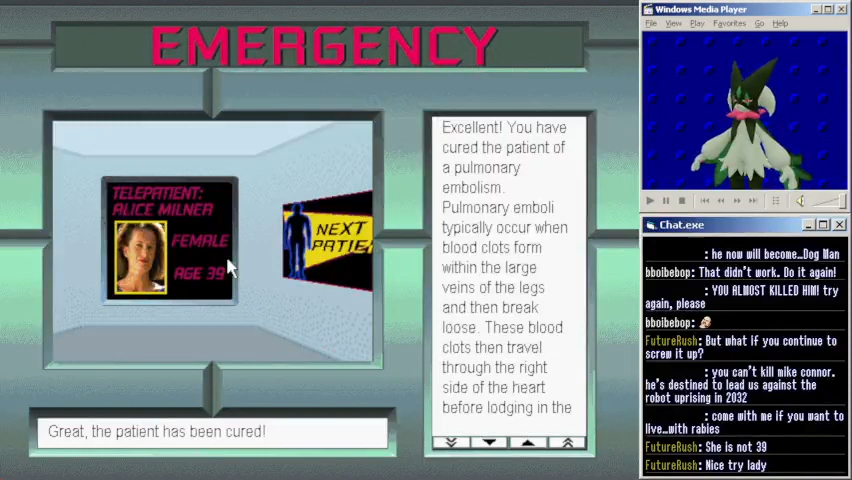 EMERGENCY
TELEPATIENT:
ALICE MILNER
FEMALE
AGE 39
NEXT
PATIE
Great, the patient has been cured!
Excellent! You have
cured the patient of
a pulmonary
embolism.
Pulmonary emboli
typically occur when
blood clots form
within the large
veins of the legs
and then break
loose. These blood
clots then travel
through the right
side of the heart
before lodging in the
Windows Media Player
File View Play Favorites Go Help
Chat.exe
: he now will become…Dog Man
bboibebop: That didn't work. Do it again!
: YOU ALMOST KILLED HIM! try
again, please
bboibebop:
FutureRush: But what if you continue to
screw it up?
: you can't kill mike connor.
he's destined to lead us against the
robot uprising in 2032
: come with me if you want to
live…with rabies
FutureRush: She is not 39
FutureRush: Nice try lady